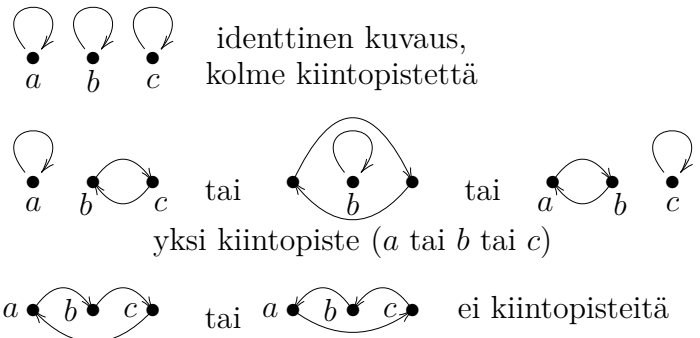 identtinen kuvaus,
a b c kolme kiintopistettä
a b c tai b tai a b c
yksi kiintopiste (a tai b tai c)
a b c tai a b c ei kiintopisteitä